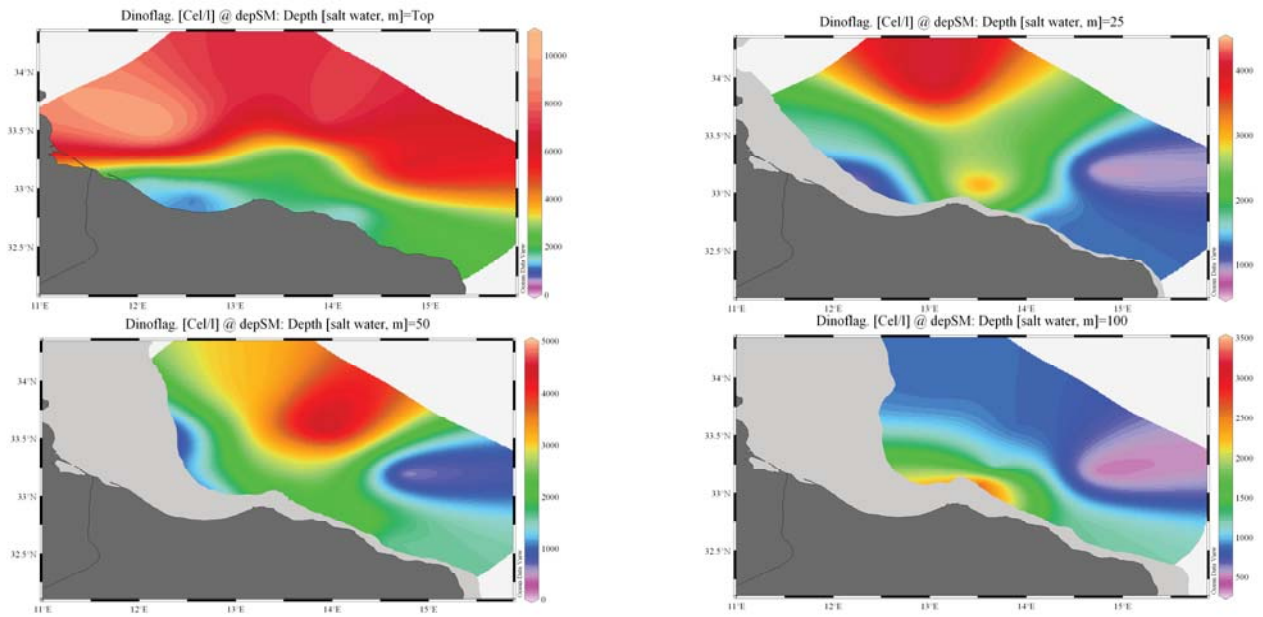 Dinoflag. [Cel/l] @ depSM: Depth [salt water, m]=Top
34°N
33.5°N
33°N
32.5°N
11°E
12°E
13°E
14°E
15°E
10000
8000
6000
4000
2000
0
Ocean Data View
Dinoflag. [Cel/l] @ depSM: Depth [salt water, m]=25
34°N
33.5°N
33°N
32.5°N
11°E
12°E
13°E
14°E
15°E
4000
3000
2000
1000
Ocean Data View
Dinoflag. [Cel/l] @ depSM: Depth [salt water, m]=50
34°N
33.5°N
33°N
32.5°N
11°E
12°E
13°E
14°E
15°E
5000
4000
3000
2000
1000
0
Ocean Data View
Dinoflag. [Cel/l] @ depSM: Depth [salt water, m]=100
34°N
33.5°N
33°N
32.5°N
11°E
12°E
13°E
14°E
15°E
3500
3000
2500
2000
1500
1000
500
Ocean Data View